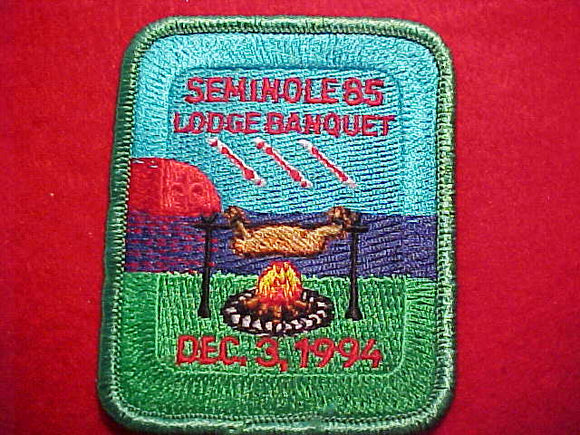 SEMINOLE 85
LODGE BANQUET
DEC. 3, 1994